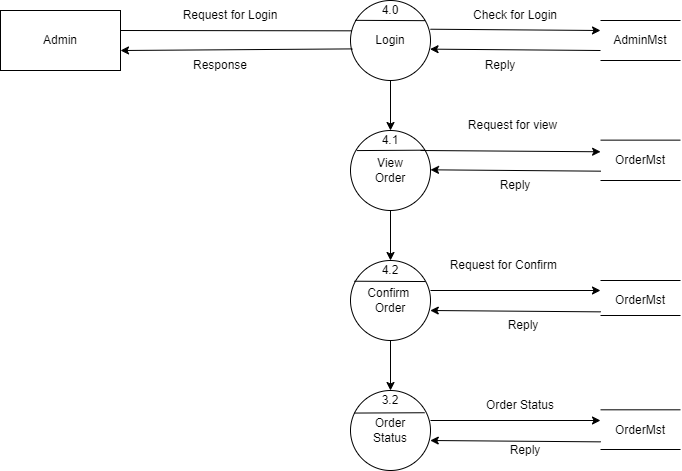 4.0
Request for Login
Check for Login
Admin
Login
AdminMst
Response
Reply
Request for view
4.1
View
Order
OrderMst
Reply
4.2
Request for Confirm
Confirm
Order
OrderMst
Reply
3.2
Order Status
Order
Status
OrderMst
Reply